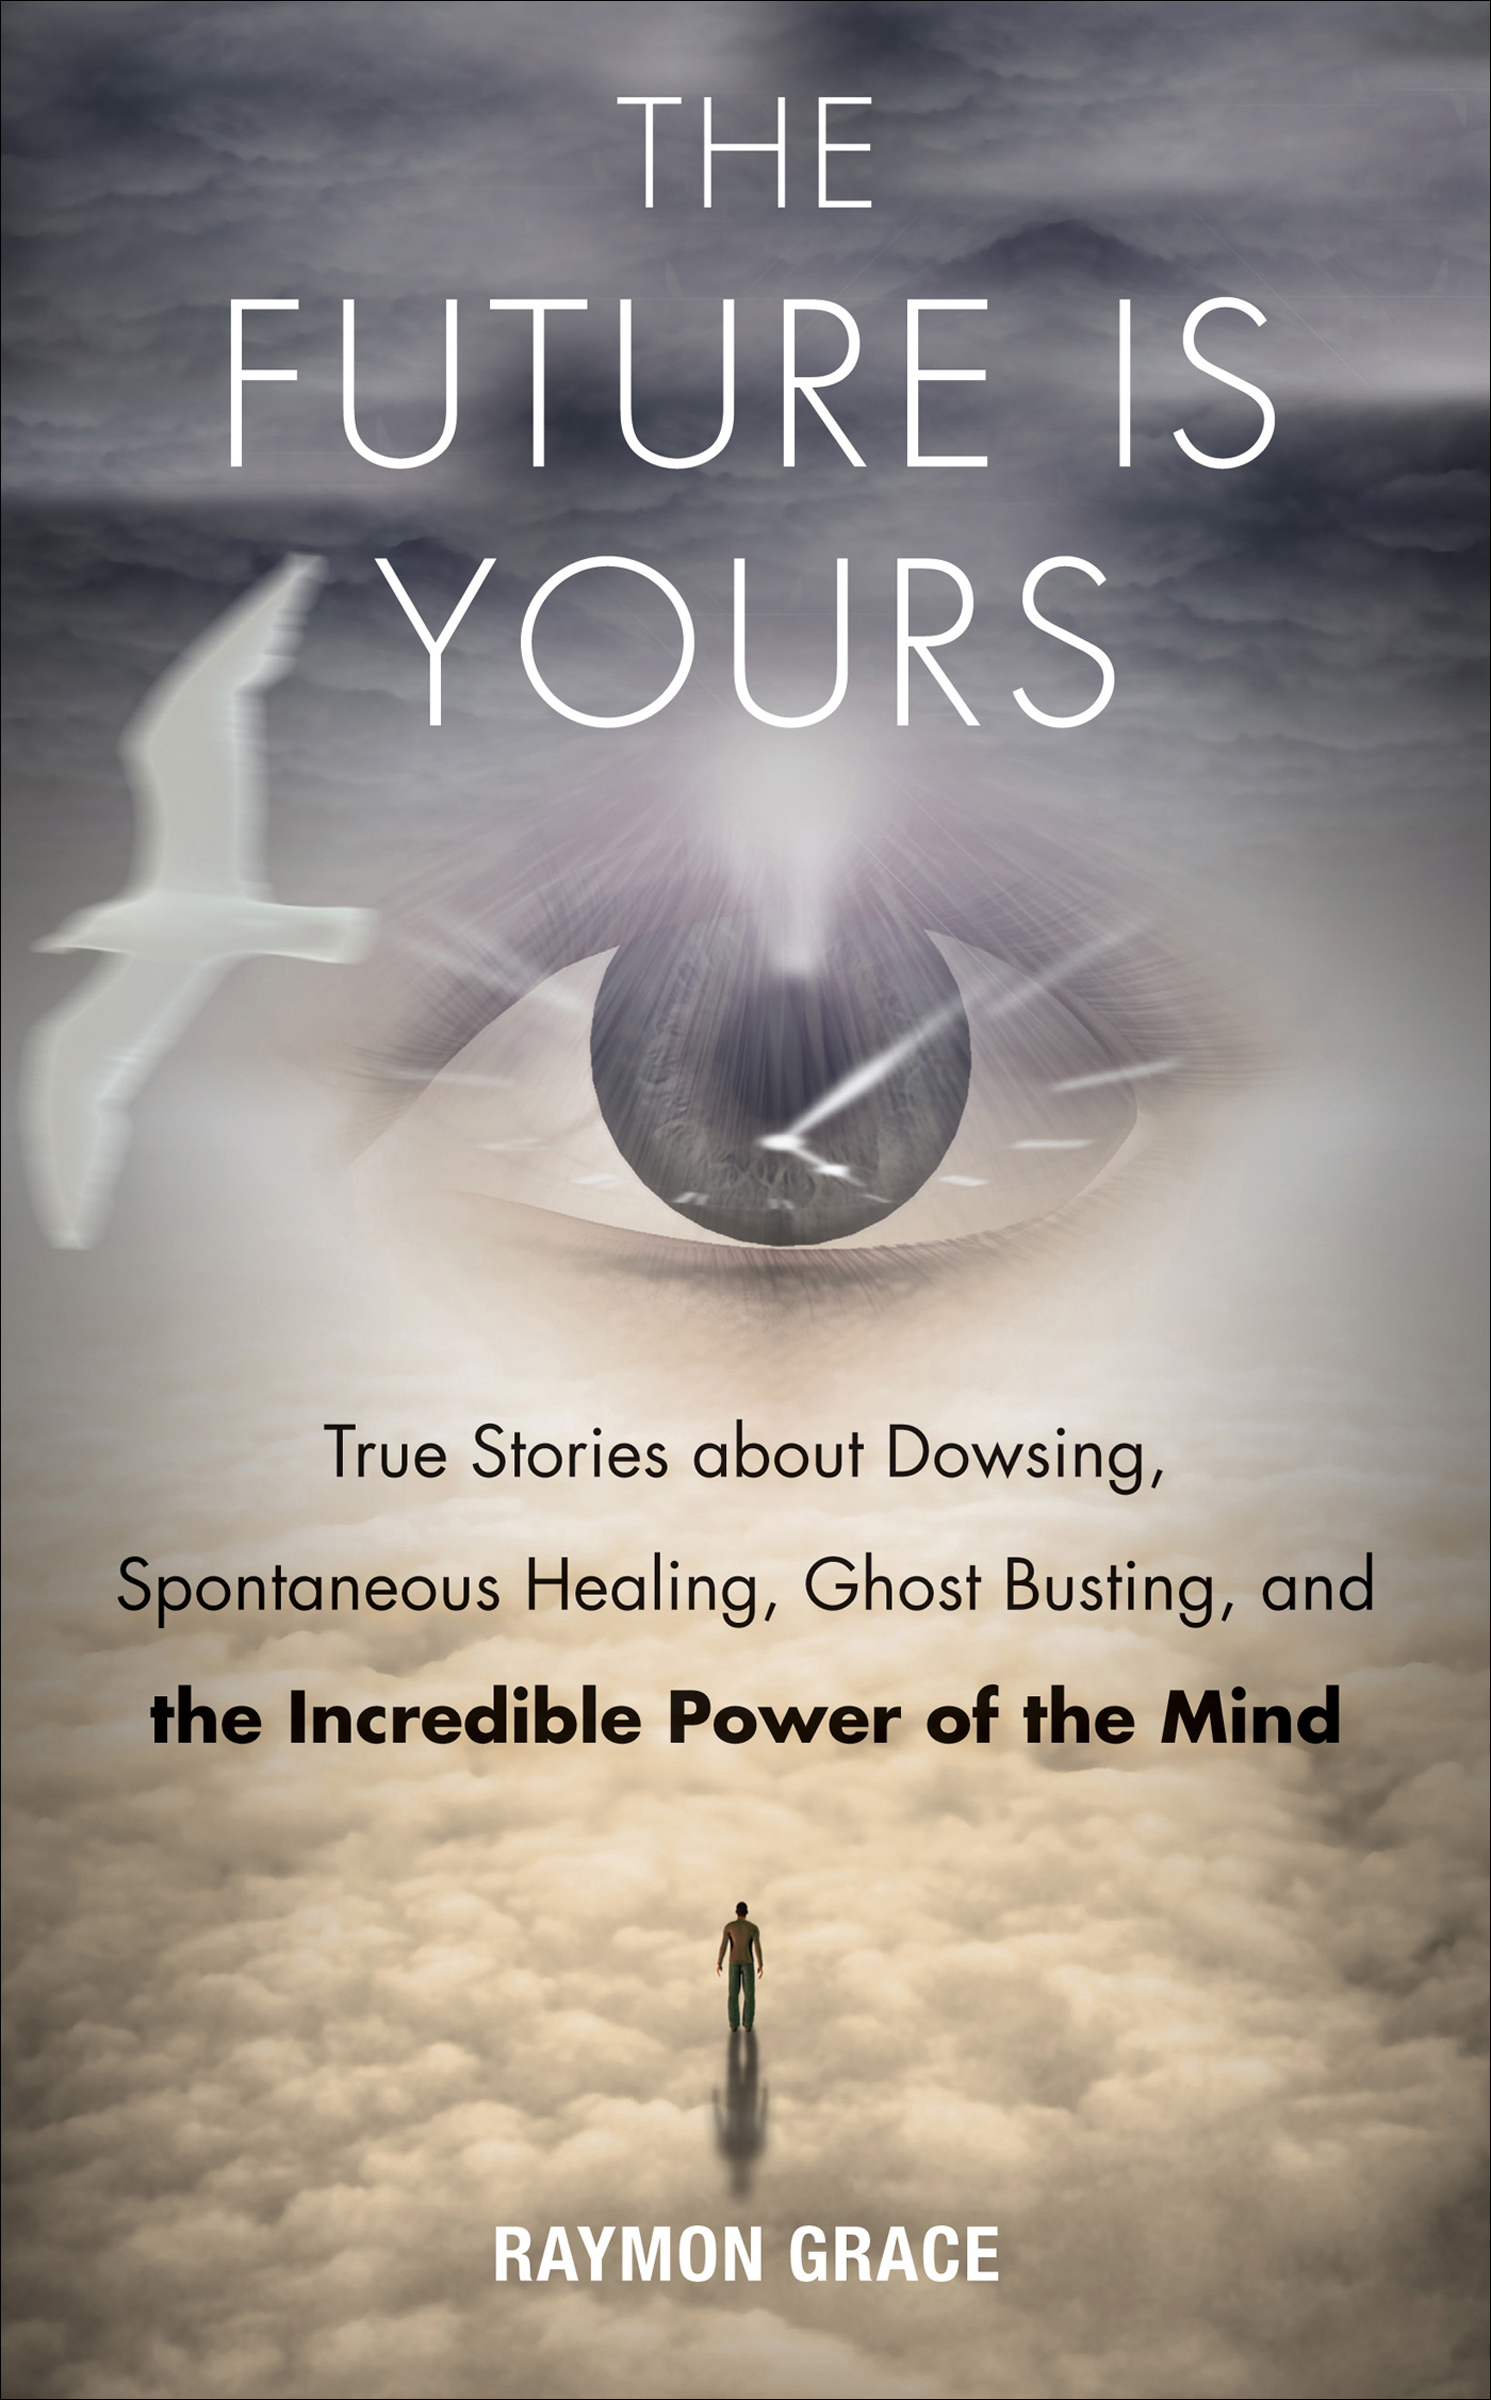 THE
FUTURE IS
YOURS
True Stories about Dowsing,
Spontaneous Healing, Ghost Busting, and
the Incredible Power of the Mind
RAYMON GRACE